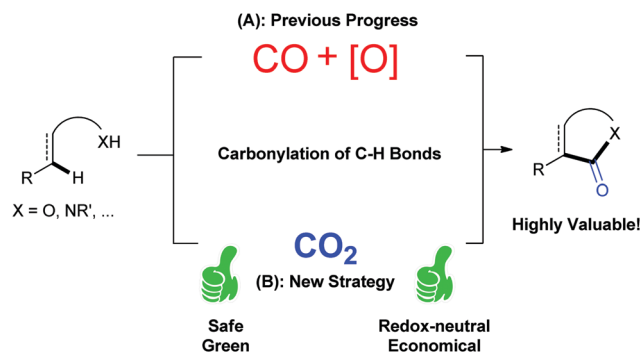 (A): Previous Progress
CO + [O]
XH
R
H
X = O, NR', ...
Carbonylation of C-H Bonds
X
R
O
Highly Valuable!
CO₂
(B): New Strategy
Safe
Green
Redox-neutral
Economical